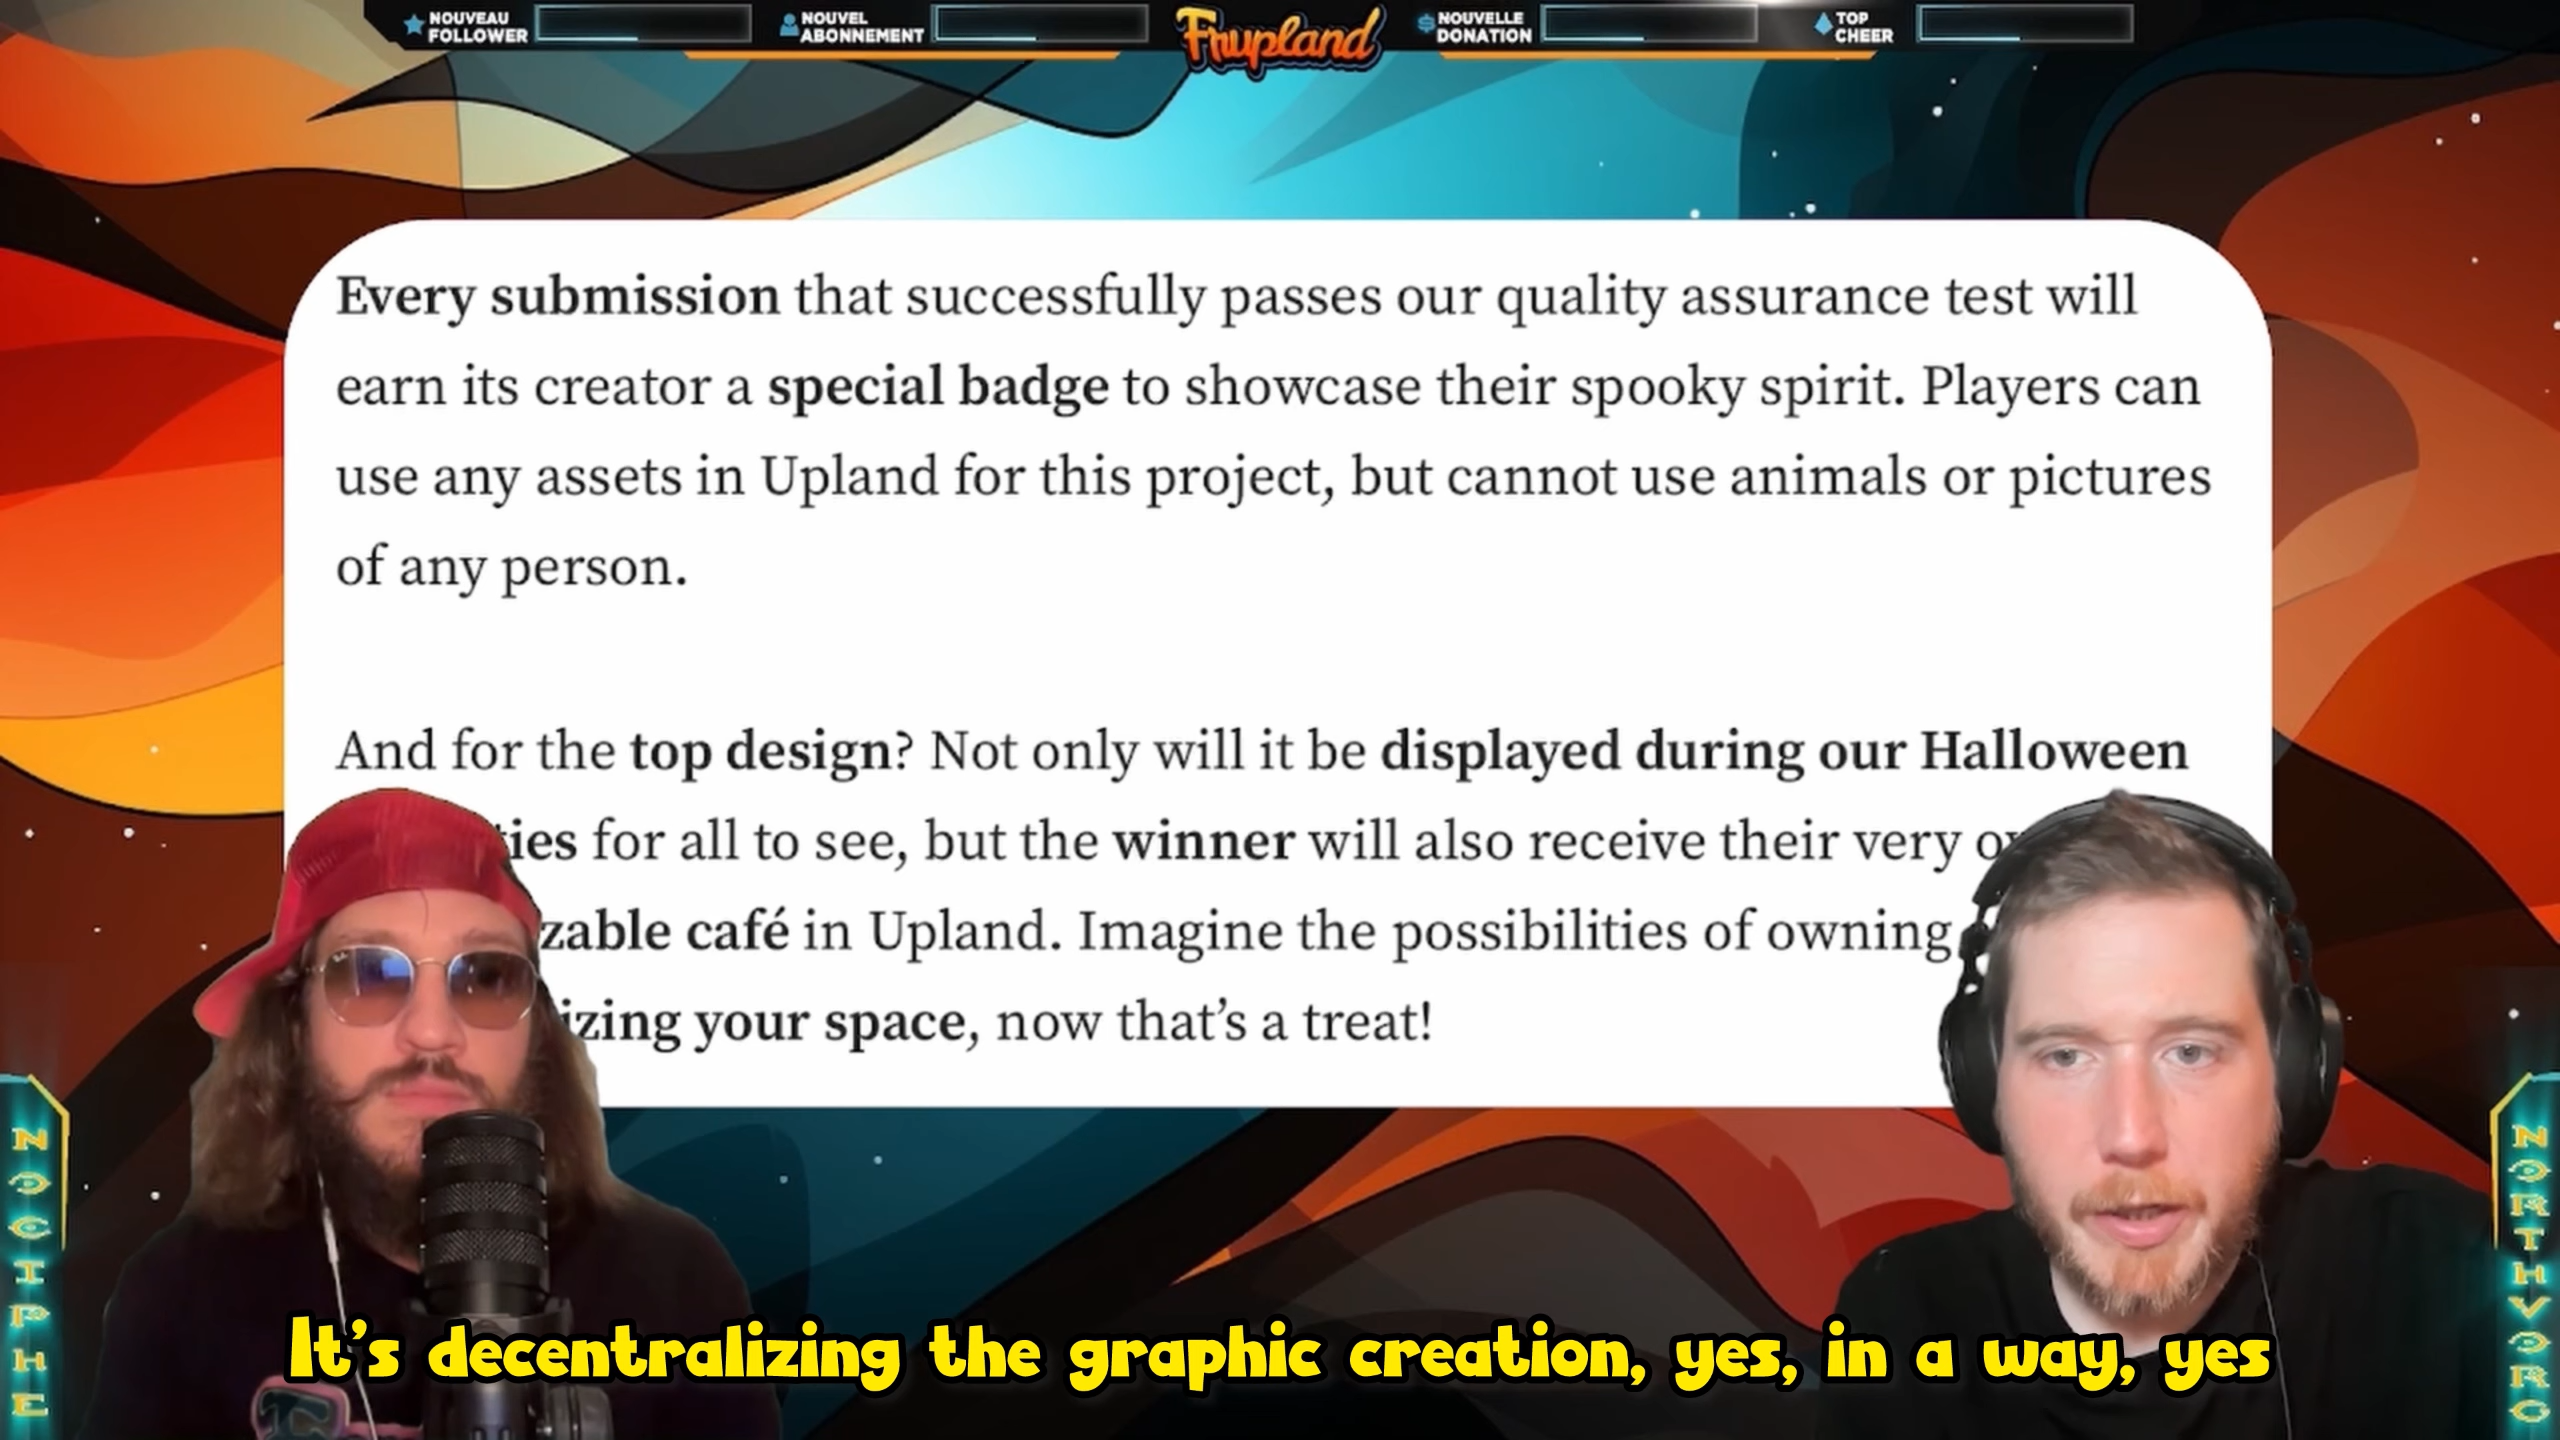 NOUVEAU
FOLLOWER
NOUVEL
ABONNEMENT
Frupland
NOUVELLE
DONATION
TOP
CHEER
Every submission that successfully passes our quality assurance test will
earn its creator a special badge to showcase their spooky spirit. Players can
use any assets in Upland for this project, but cannot use animals or pictures
of any person.
And for the top design? Not only will it be displayed during our Halloween
for all to see, but the winner will also receive their very
café in Upland. Imagine the possibilities of owning
your space, now that's a treat!
NOCIPHE
NORTHVORC
It's decentralizing the graphic creation, yes, in a way, yes